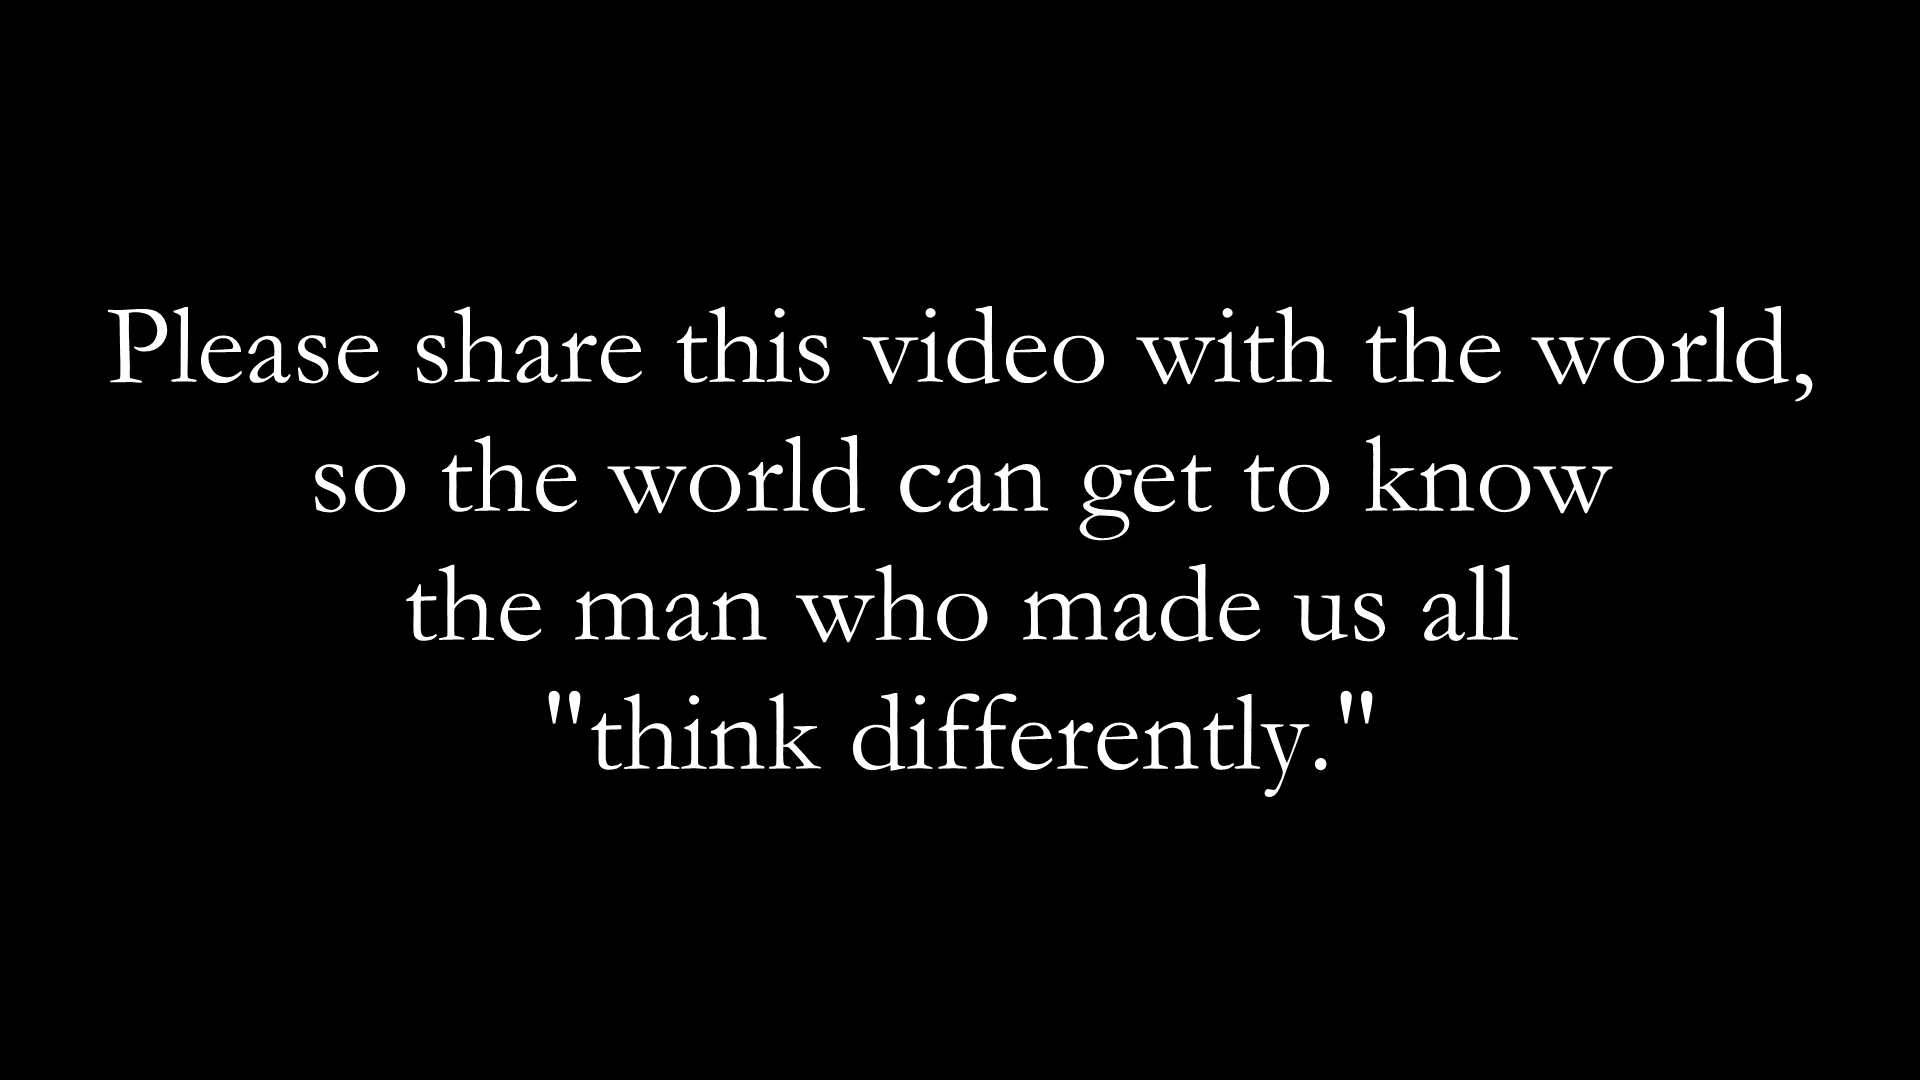 Please share this video with the world,
so the world can get to know
the man who made us all
"think differently."